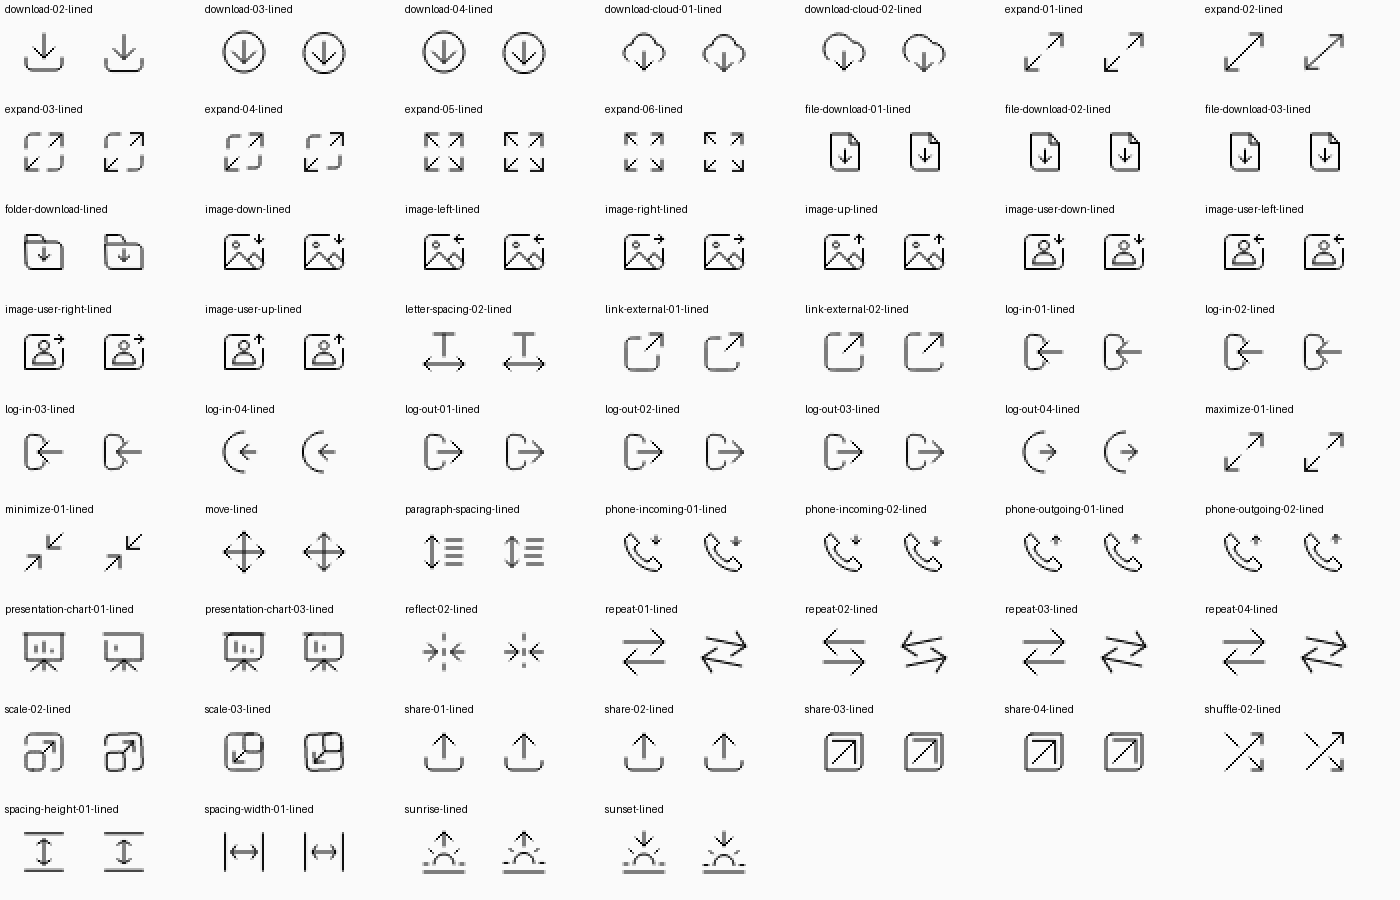 download-02-lined download-03-lined download-04-lined download-cloud-01-lined download-cloud-02-lined expand-01-lined expand-02-lined
expand-03-lined expand-04-lined expand-05-lined expand-06-lined file-download-01-lined file-download-02-lined file-download-03-lined
folder-download-lined image-down-lined image-left-lined image-right-lined image-up-lined image-user-down-lined image-user-left-lined
image-user-right-lined image-user-up-lined letter-spacing-02-lined link-external-01-lined link-external-02-lined log-in-01-lined log-in-02-lined
log-in-03-lined log-in-04-lined log-out-01-lined log-out-02-lined log-out-03-lined log-out-04-lined maximize-01-lined
minimize-01-lined move-lined paragraph-spacing-lined phone-incoming-01-lined phone-incoming-02-lined phone-outgoing-01-lined phone-outgoing-02-lined
presentation-chart-01-lined presentation-chart-03-lined reflect-02-lined repeat-01-lined repeat-02-lined repeat-03-lined repeat-04-lined
scale-02-lined scale-03-lined share-01-lined share-02-lined share-03-lined share-04-lined shuffle-02-lined
spacing-height-01-lined spacing-width-01-lined sunrise-lined sunset-lined